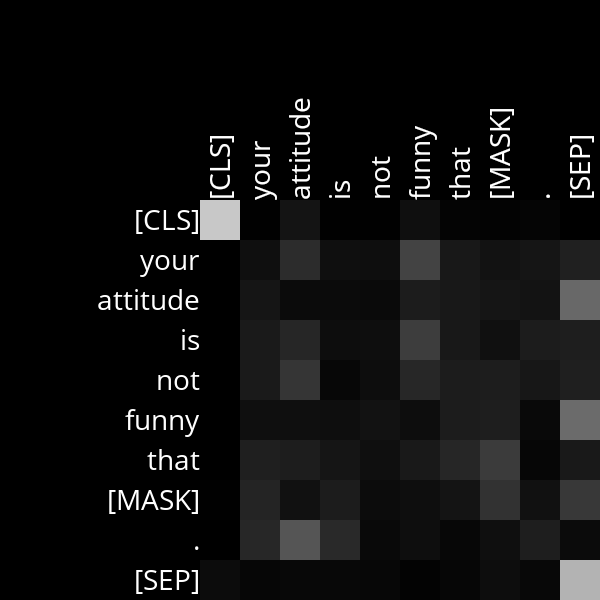 [CLS] your attitude is not funny that [MASK] . [SEP]
[CLS]
your
attitude
is
not
funny
that
[MASK]
.
[SEP]